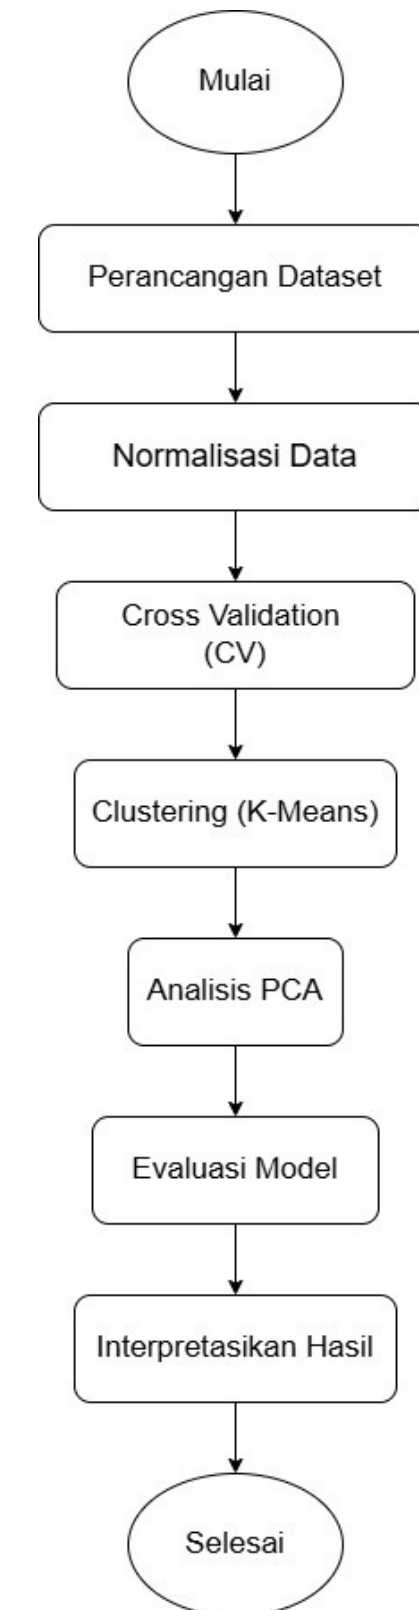 Mulai
Perancangan Dataset
Normalisasi Data
Cross Validation
(CV)
Clustering (K-Means)
Analisis PCA
Evaluasi Model
Interpretasikan Hasil
Selesai